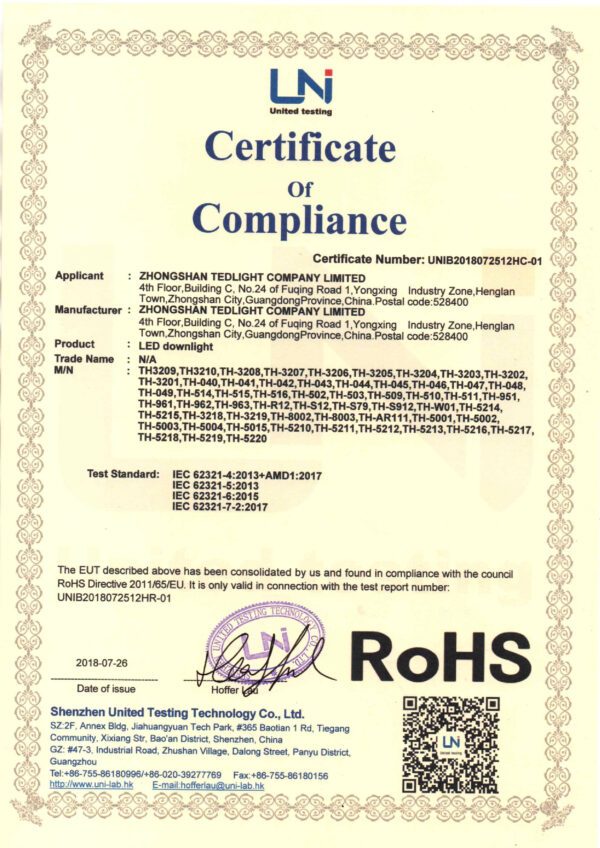 UNi
United testing
Certificate
Of
Compliance
Certificate Number: UNIB2018072512HC-01
Applicant : ZHONGSHAN TEDLIGHT COMPANY LIMITED
4th Floor,Building C, No.24 of Fuqing Road 1,Yongxing Industry Zone,Henglan
Town,Zhongshan City,GuangdongProvince,China.Postal code:528400
Manufacturer : ZHONGSHAN TEDLIGHT COMPANY LIMITED
4th Floor,Building C, No.24 of Fuqing Road 1,Yongxing Industry Zone,Henglan
Town,Zhongshan City,GuangdongProvince,China.Postal code:528400
Product : LED downlight
Trade Name : N/A
M/N : TH3209,TH3210,TH-3208,TH-3207,TH-3206,TH-3205,TH-3204,TH-3203,TH-3202,
TH-3201,TH-040,TH-041,TH-042,TH-043,TH-044,TH-045,TH-046,TH-047,TH-048,
TH-049,TH-514,TH-515,TH-516,TH-502,TH-503,TH-509,TH-510,TH-511,TH-951,
TH-961,TH-962,TH-963,TH-R12,TH-S12,TH-S79,TH-S912,TH-W01,TH-5214,
TH-5215,TH-3218,TH-3219,TH-8002,TH-8003,TH-AR111,TH-5001,TH-5002,
TH-5003,TH-5004,TH-5015,TH-5210,TH-5211,TH-5212,TH-5213,TH-5216,TH-5217,
TH-5218,TH-5219,TH-5220
Test Standard: IEC 62321-4:2013+AMD1:2017
IEC 62321-5:2013
IEC 62321-6:2015
IEC 62321-7-2:2017
The EUT described above has been consolidated by us and found in compliance with the council
RoHS Directive 2011/65/EU. It is only valid in connection with the test report number:
UNIB2018072512HR-01
UNITED TESTING TECHNOLOGY CO., LTD.
UNi
2018-07-26
Date of issue
Hoffer Lau
RoHS
Shenzhen United Testing Technology Co., Ltd.
SZ:2F, Annex Bldg, Jiahuangyuan Tech Park, #365 Baotian 1 Rd, Tiegang
Community, Xixiang Str, Bao'an District, Shenzhen, China
GZ: #47-3, Industrial Road, Zhushan Village, Dalong Street, Panyu District,
Guangzhou
Tel:+86-755-86180996/+86-020-39277769 Fax:+86-755-86180156
http://www.uni-lab.hk E-mail:hofferlau@uni-lab.hk
UNi
United testing